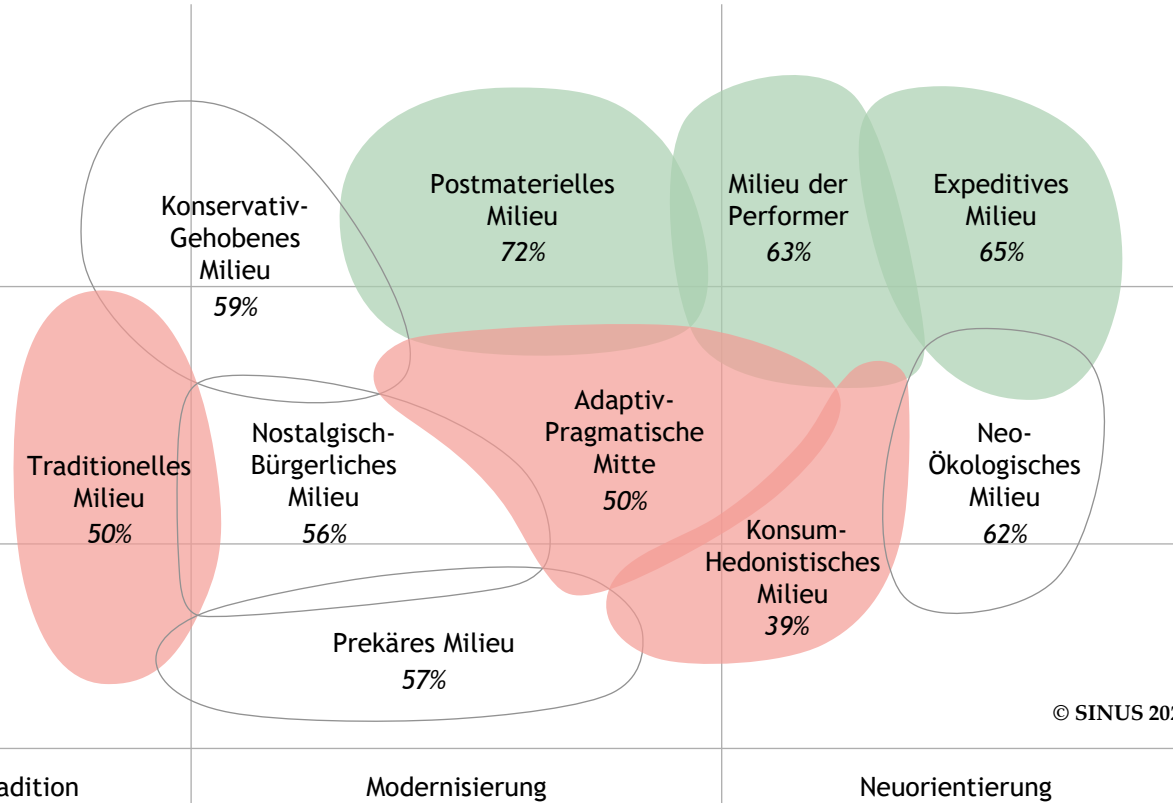 Konservativ-
Gehobenes
Milieu
59%
Postmaterielles
Milieu
72%
Milieu der
Performer
63%
Expeditives
Milieu
65%
Traditionelles
Milieu
50%
Nostalgisch-
Bürgerliches
Milieu
56%
Adaptiv-
Pragmatische
Mitte
50%
Konsum-
Hedonistisches
Milieu
39%
Neo-
Ökologisches
Milieu
62%
Prekäres Milieu
57%
© SINUS 202
adition
Modernisierung
Neuorientierung